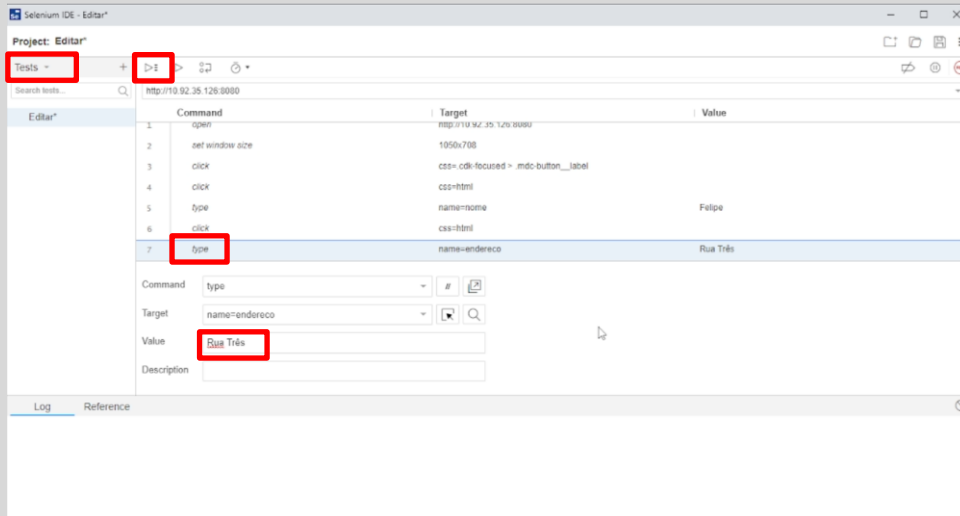 Selenium IDE - Editar*
Project: Editar*
Tests
Search tests...
http://10.92.35.126:8080
Editar*
Command Target Value
1 open http://10.92.35.126:8080
2 set window size 1050x708
3 click css=.cdk-focused > .mdc-button__label
4 click css=html
5 type name=nome Felipe
6 click css=html
7 type name=endereco Rua Três
Command type //
Target name=endereco
Value Rua Três
Description
Log Reference